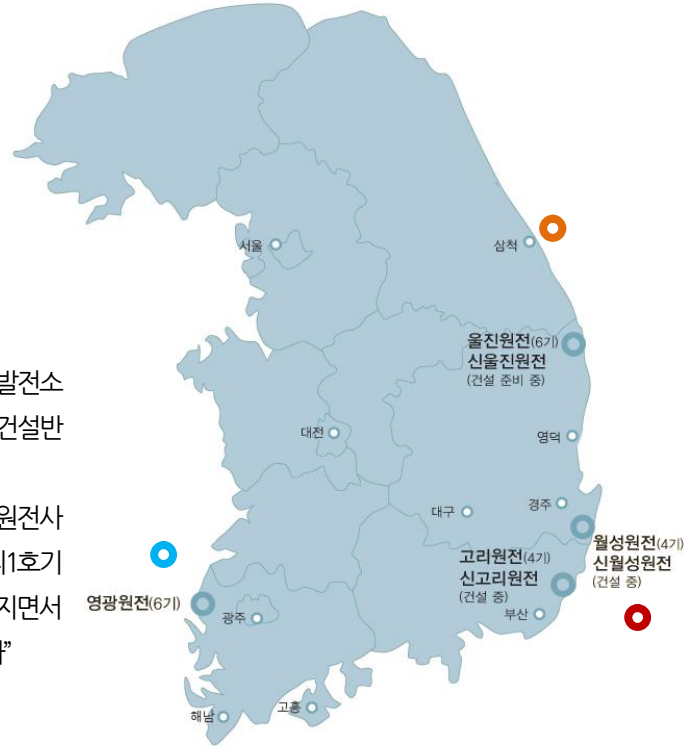 서울
삼척
울진원전(6기)
신울진원전
(건설 준비 중)
발전소
건설반
대전
영덕
원전사
대구
경주
월성원전(4기)
신월성원전
(건설 중)
리1호기
고리원전(4기)
신고리원전
(건설 중)
지면서
영광원전(6기)
광주
부산
해남
고흥